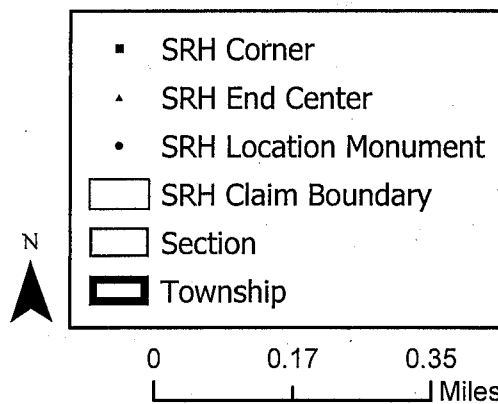 SRH Corner
SRH End Center
SRH Location Monument
SRH Claim Boundary
Section
Township
N
0 0.17 0.35
Miles